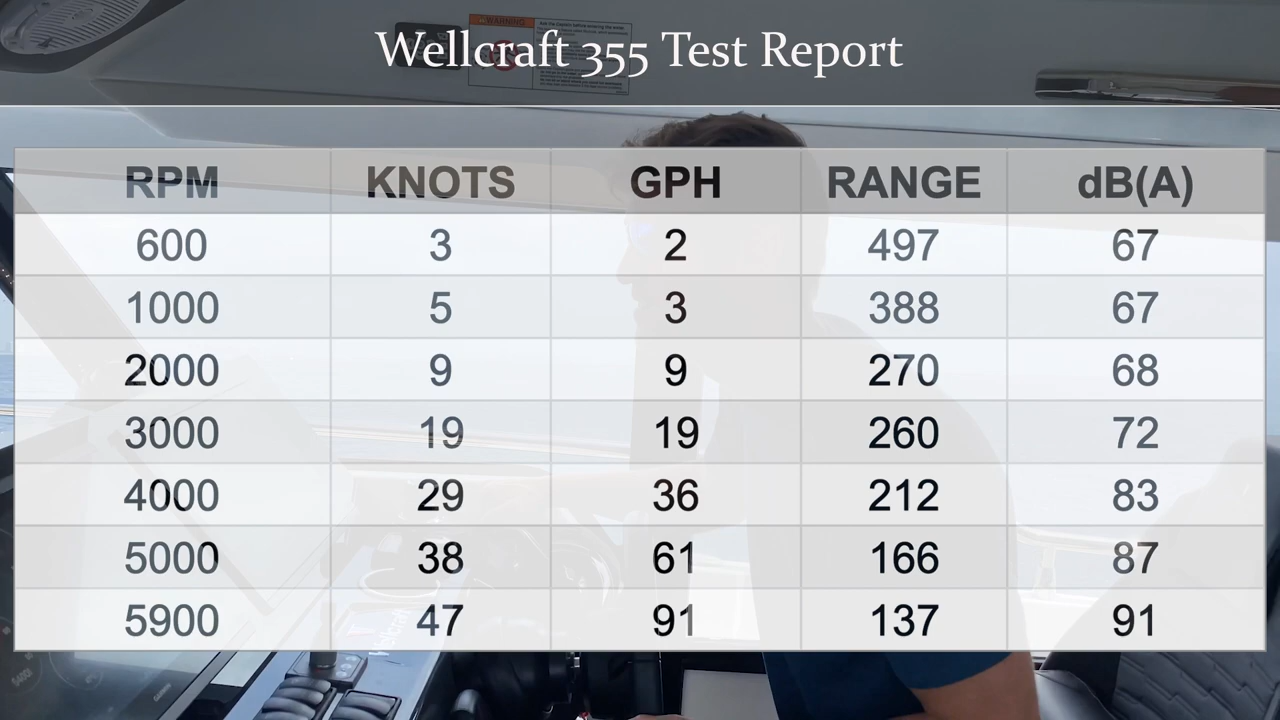 Wellcraft 355 Test Report
WARNING
RPM KNOTS GPH RANGE dB(A)
600 3 2 497 67
1000 5 3 388 67
2000 9 9 270 68
3000 19 19 260 72
4000 29 36 212 83
5000 38 61 166 87
5900 47 91 137 91